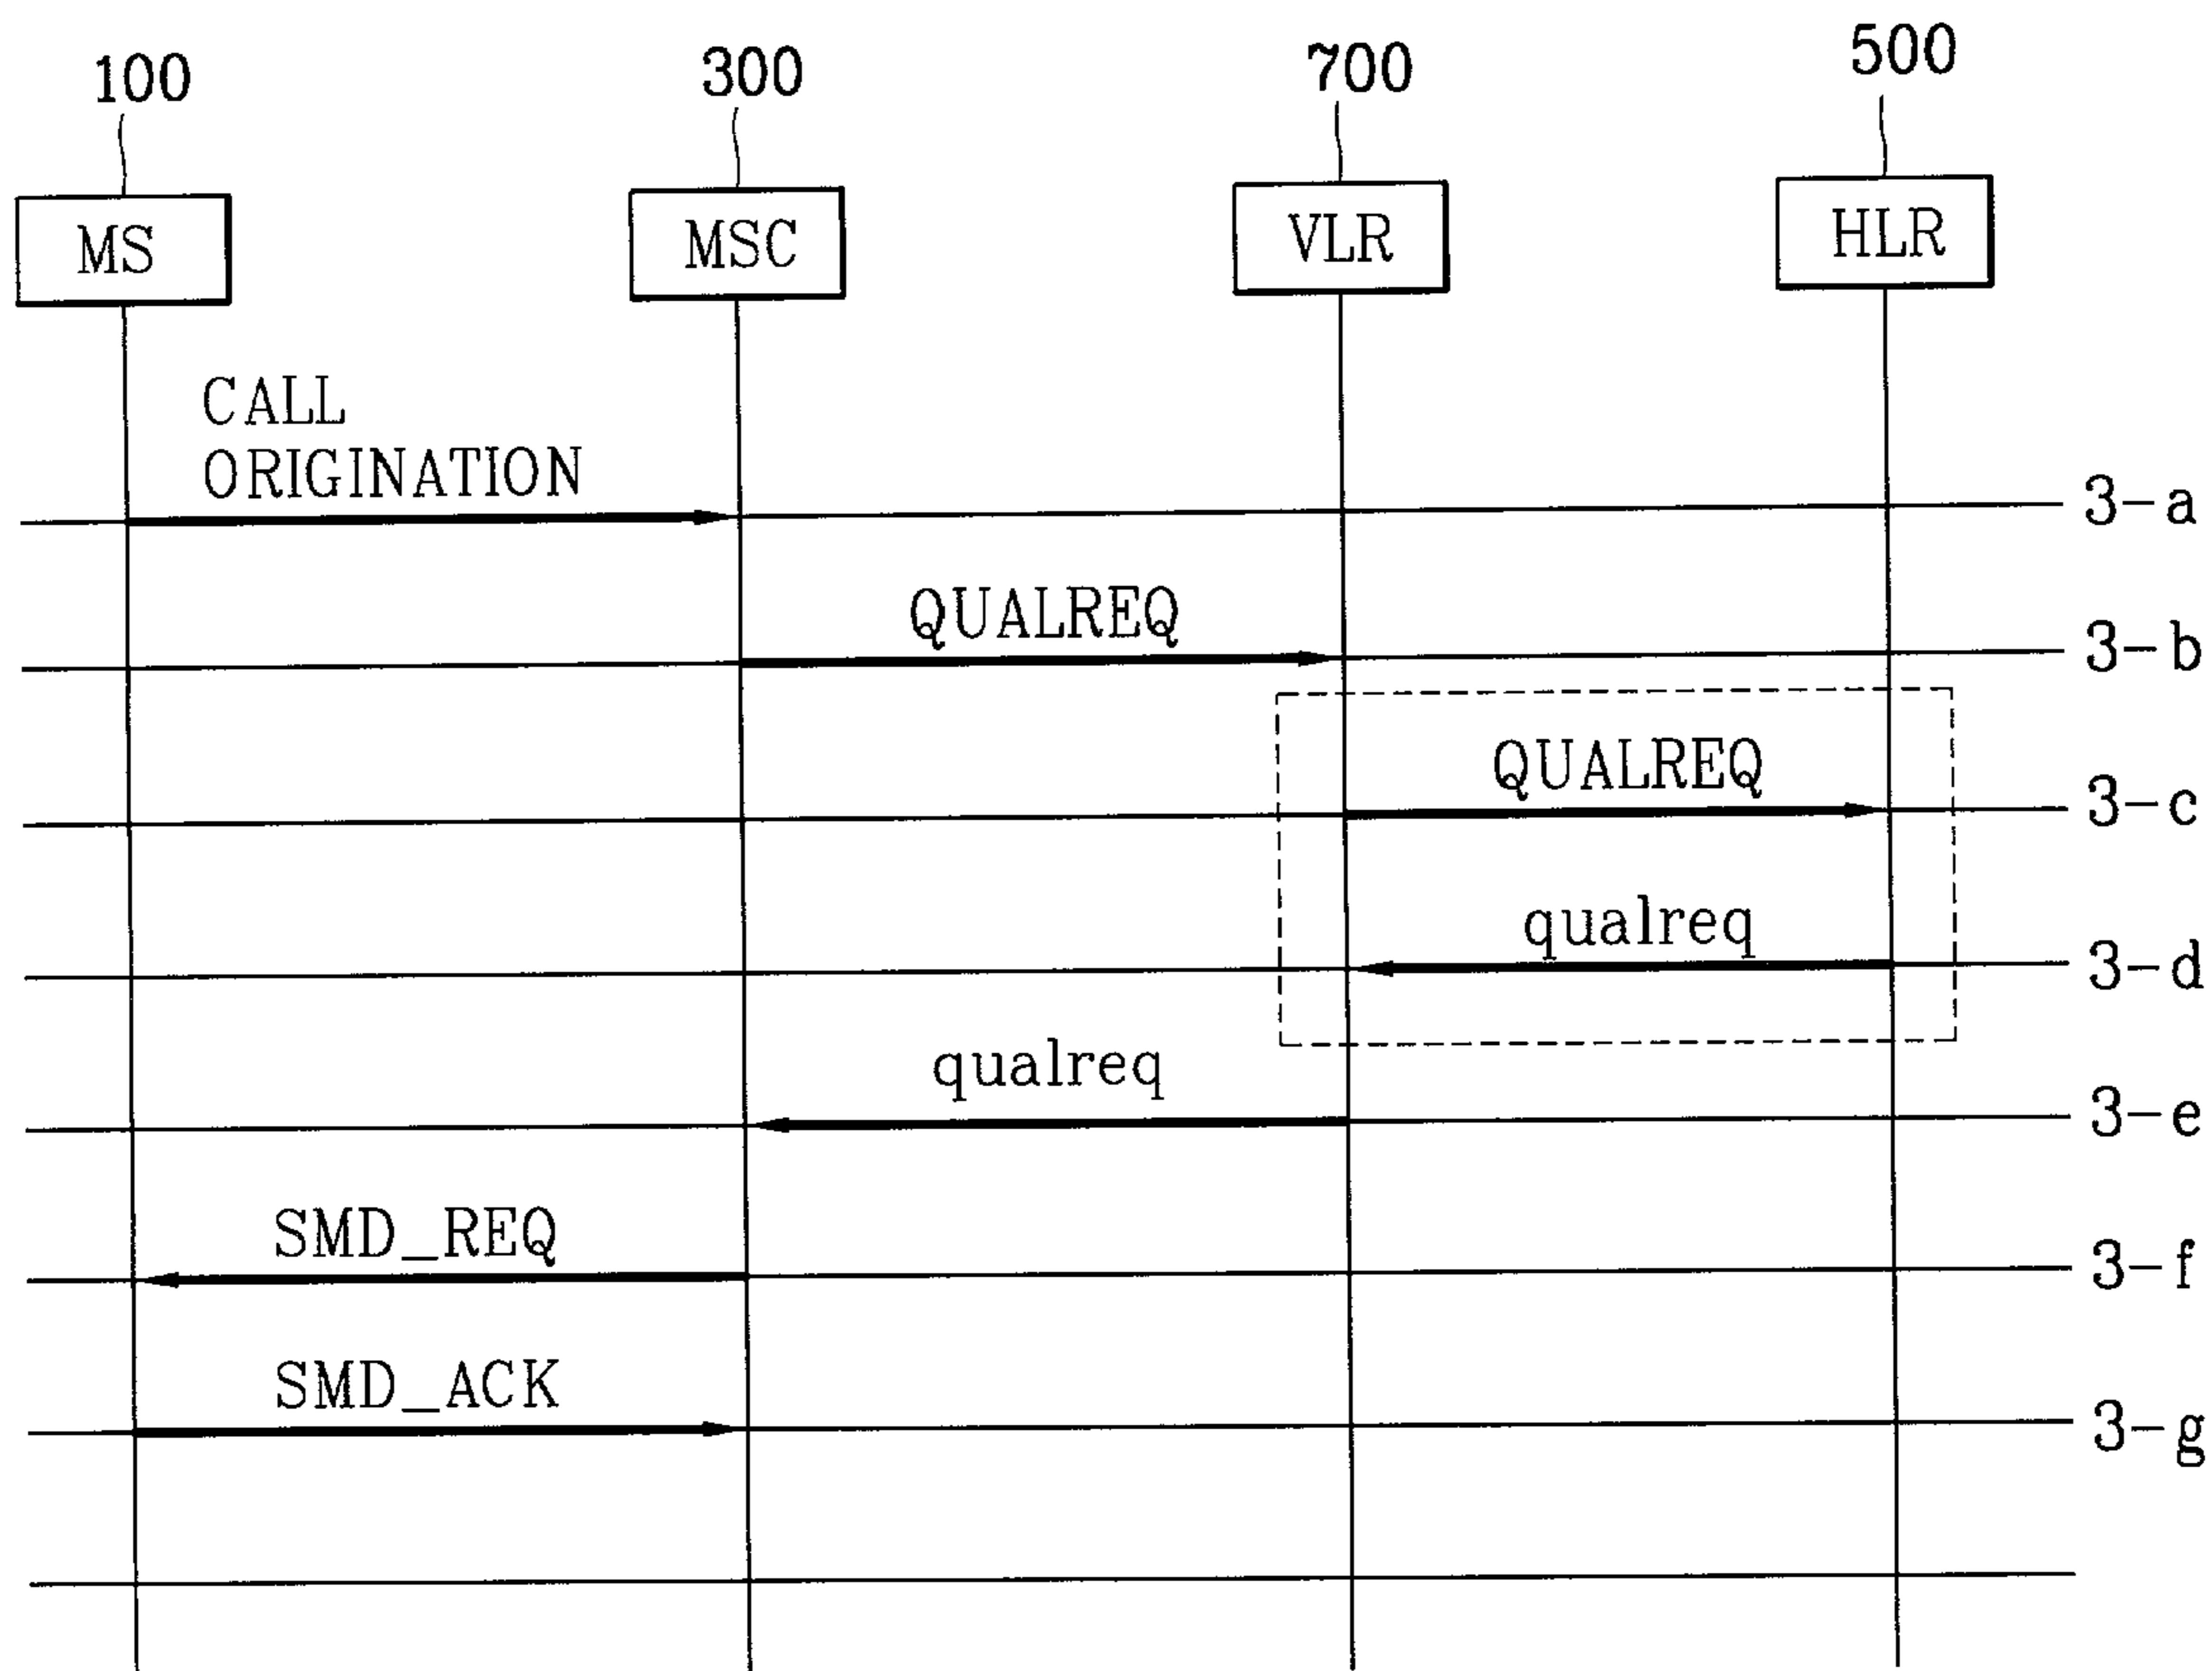 100
300
700
500
MS
MSC
VLR
HLR
CALL
ORIGINATION
3-a
QUALREQ
3-b
QUALREQ
3-c
qualreq
3-d
qualreq
3-e
SMD_REQ
3-f
SMD_ACK
3-g